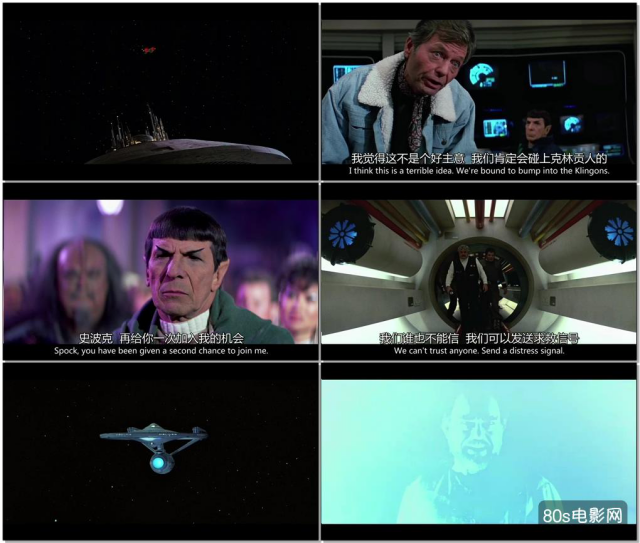 我觉得这不是个好主意 我们肯定会碰上克林贡人的
I think this is a terrible idea. We're bound to bump into the Klingons.
史波克 再给你一次加入我的机会
Spock, you have been given a second chance to join me.
我们谁也不能信 我们可以发送求救信号
We can't trust anyone. Send a distress signal.
80s电影网